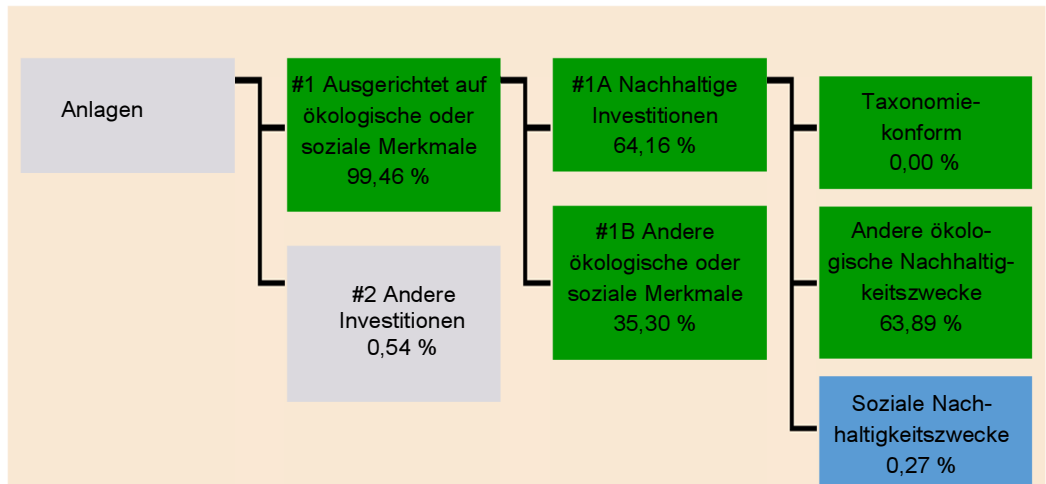 Anlagen
#1 Ausgerichtet auf
ökologische oder
soziale Merkmale
99,46 %
#2 Andere
Investitionen
0,54 %
#1A Nachhaltige
Investitionen
64,16 %
#1B Andere
ökologische oder
soziale Merkmale
35,30 %
Taxonomie-
konform
0,00 %
Andere ökolo-
gische Nachhaltig-
keitszwecke
63,89 %
Soziale Nach-
haltigkeitszwecke
0,27 %